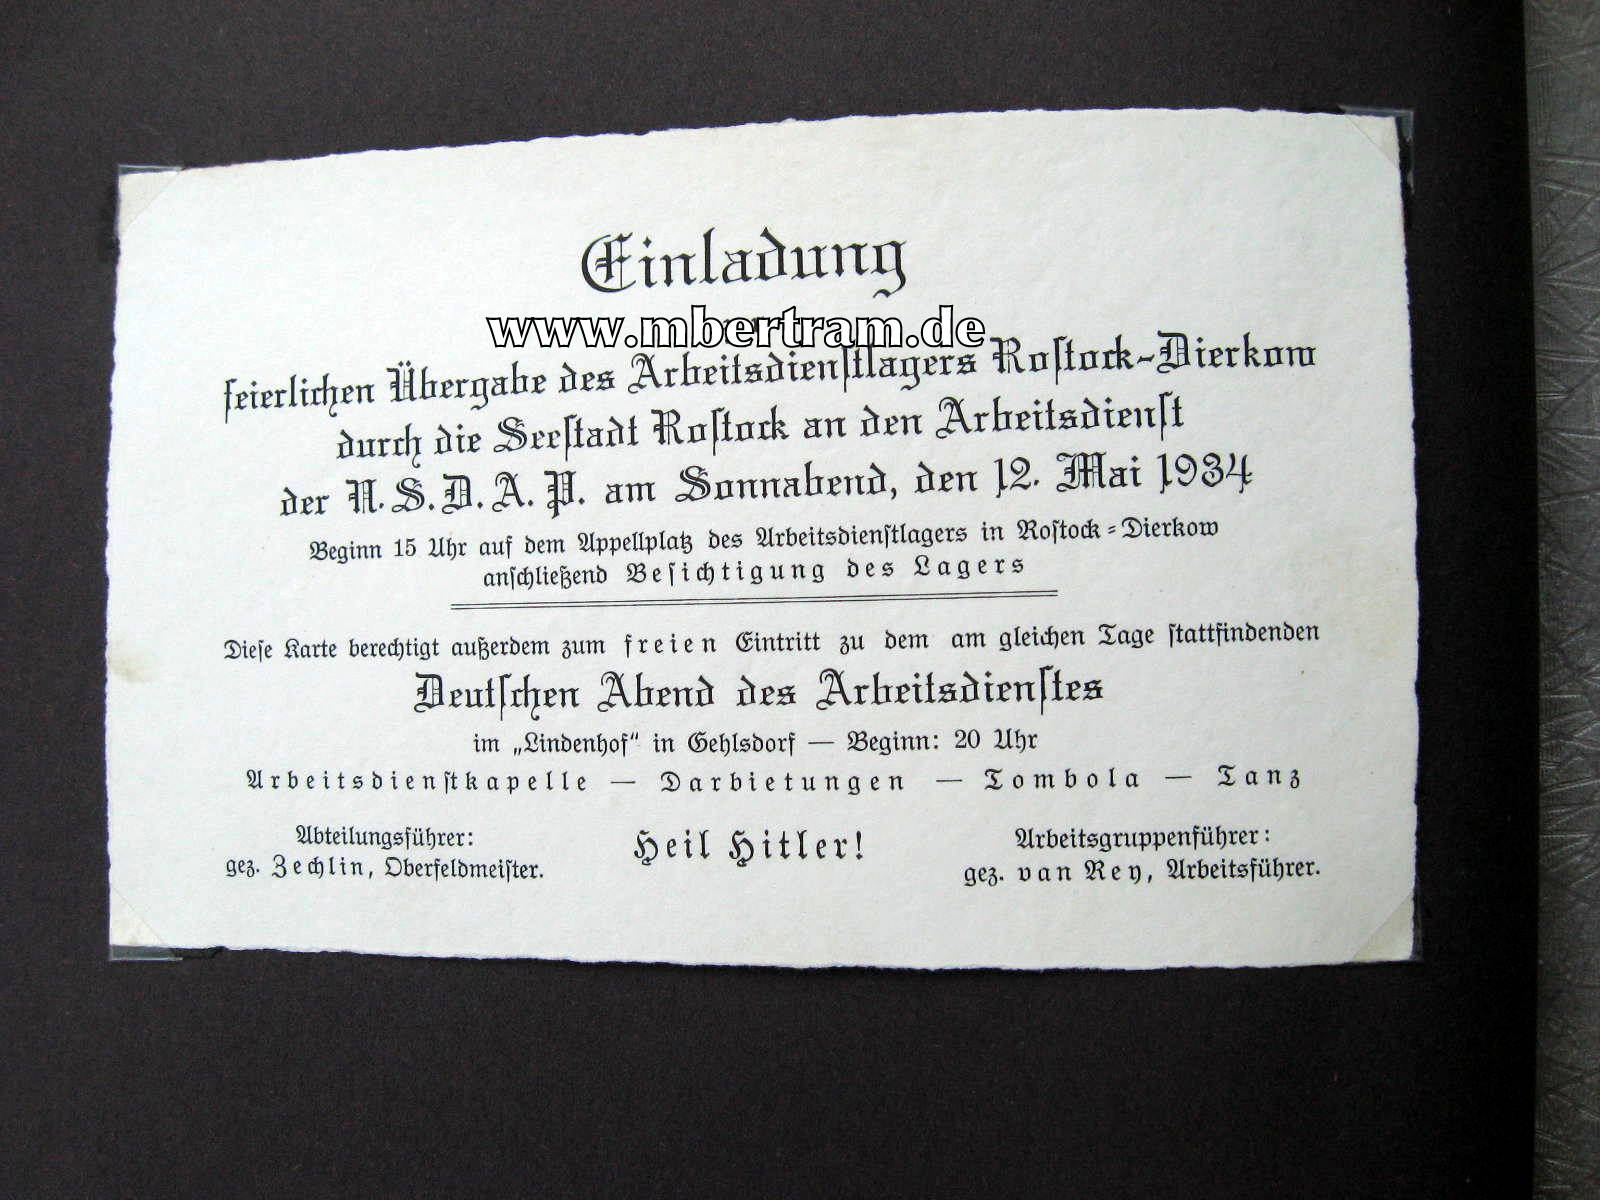 Einladung
www.mbertram.de
feierlichen Übergabe des Arbeitsdienstlagers Rostock-Dierkow
durch die Seestadt Rostock an den Arbeitsdienst
der N.S.D.A.P. am Sonnabend, den 12. Mai 1934
Beginn 15 Uhr auf dem Appellplatz des Arbeitsdienstlagers in Rostock-Dierkow
anschließend Besichtigung des Lagers
Diese Karte berechtigt außerdem zum freien Eintritt zu dem am gleichen Tage stattfindenden
Deutschen Abend des Arbeitsdienstes
im „Lindenhof“ in Gehlsdorf — Beginn: 20 Uhr
Arbeitsdienstkapelle — Darbietungen — Tombola — Tanz
Abteilungsführer:
gez. Zechlin, Oberfeldmeister.
Heil Hitler!
Arbeitsgruppenführer:
gez. van Rey, Arbeitsführer.